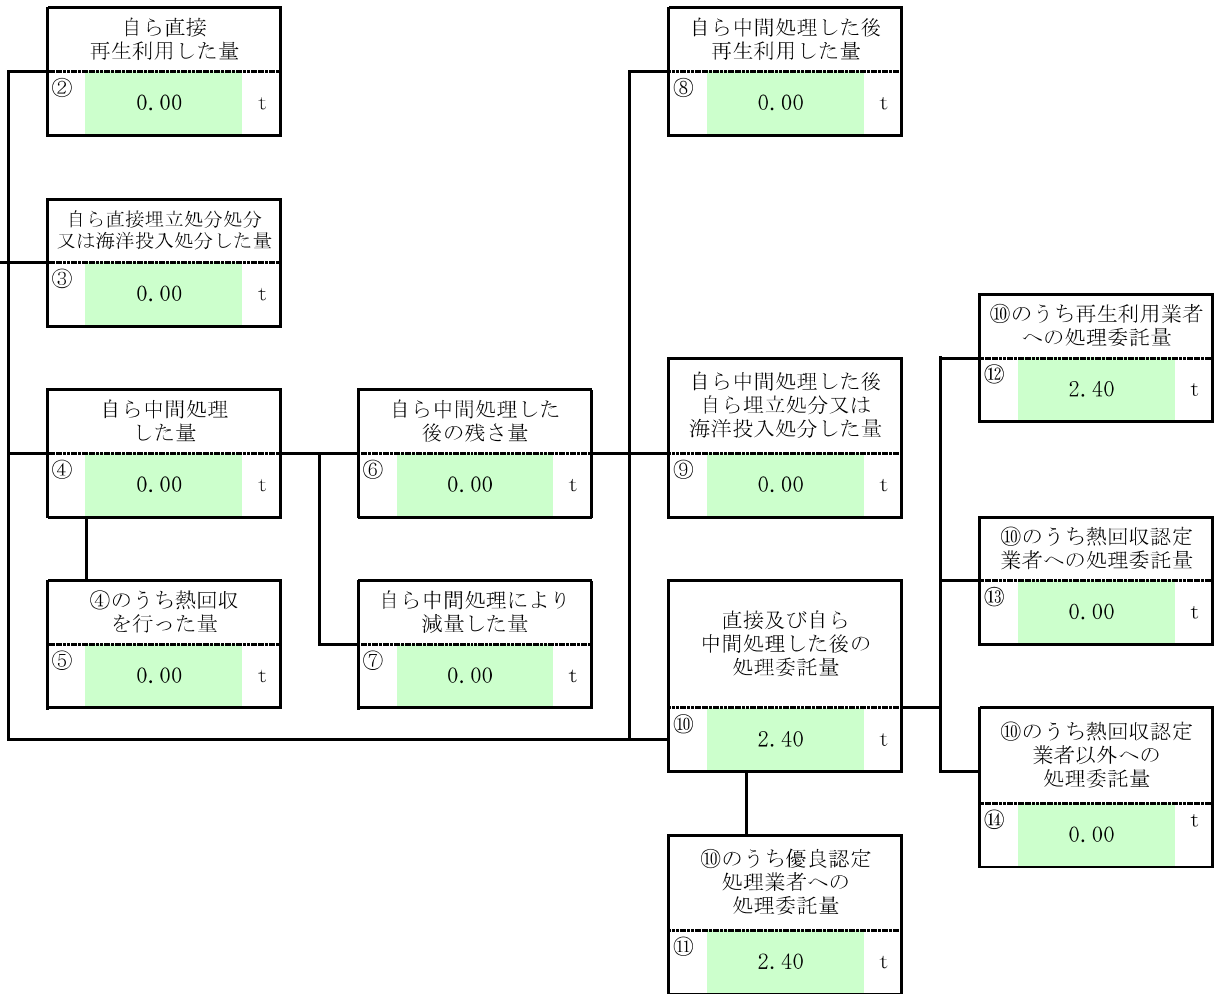 自ら直接
再生利用した量
② 0.00 t
自ら直接埋立処分処分
又は海洋投入処分した量
③ 0.00 t
自ら中間処理
した量
④ 0.00 t
④のうち熱回収
を行った量
⑤ 0.00 t
自ら中間処理した
後の残さ量
⑥ 0.00 t
自ら中間処理により
減量した量
⑦ 0.00 t
自ら中間処理した後
再生利用した量
⑧ 0.00 t
自ら中間処理した後
自ら埋立処分又は
海洋投入処分した量
⑨ 0.00 t
直接及び自ら
中間処理した後の
処理委託量
⑩ 2.40 t
⑩のうち優良認定
処理業者への
処理委託量
⑪ 2.40 t
⑩のうち再生利用業者
への処理委託量
⑫ 2.40 t
⑩のうち熱回収認定
業者への処理委託量
⑬ 0.00 t
⑩のうち熱回収認定
業者以外への
処理委託量
⑭ 0.00 t